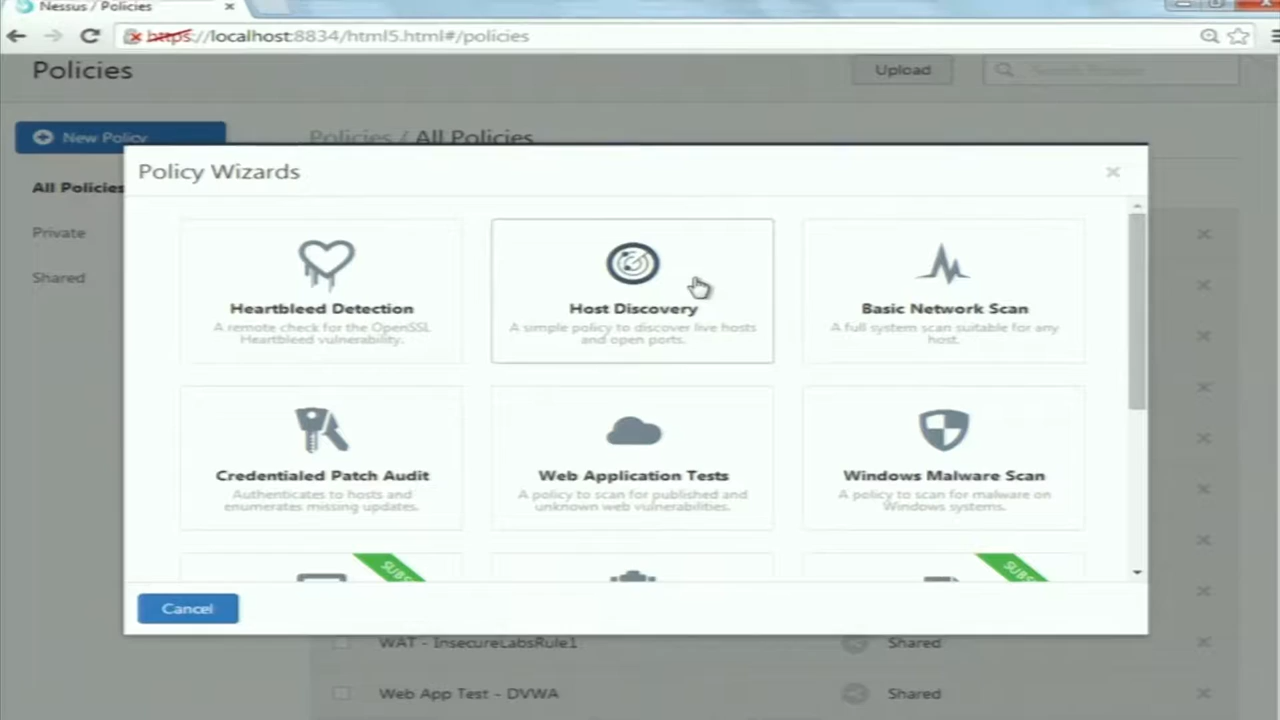 Nessus / Policies
https://localhost:8834/html5.html#/policies
Policies
Upload
New Policy
Policies / All Policies
All Policies
Private
Shared
Policy Wizards
Heartbleed Detection
A remote check for the OpenSSL
Heartbleed vulnerability.
Host Discovery
A simple policy to discover live hosts
and open ports.
Basic Network Scan
A full system scan suitable for any
host.
Credentialed Patch Audit
Authenticates to hosts and
enumerates missing updates.
Web Application Tests
A policy to scan for published and
unknown web vulnerabilities.
Windows Malware Scan
A policy to scan for malware on
Windows systems.
SUBS
SUBS
Cancel
WAT - InsecureLabsRule1
Shared
Web App Test - DVWA
Shared